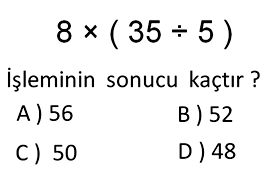 8 × ( 35 ÷ 5 )
İşleminin sonucu kaçtır ?
A ) 56 B ) 52
C ) 50 D ) 48